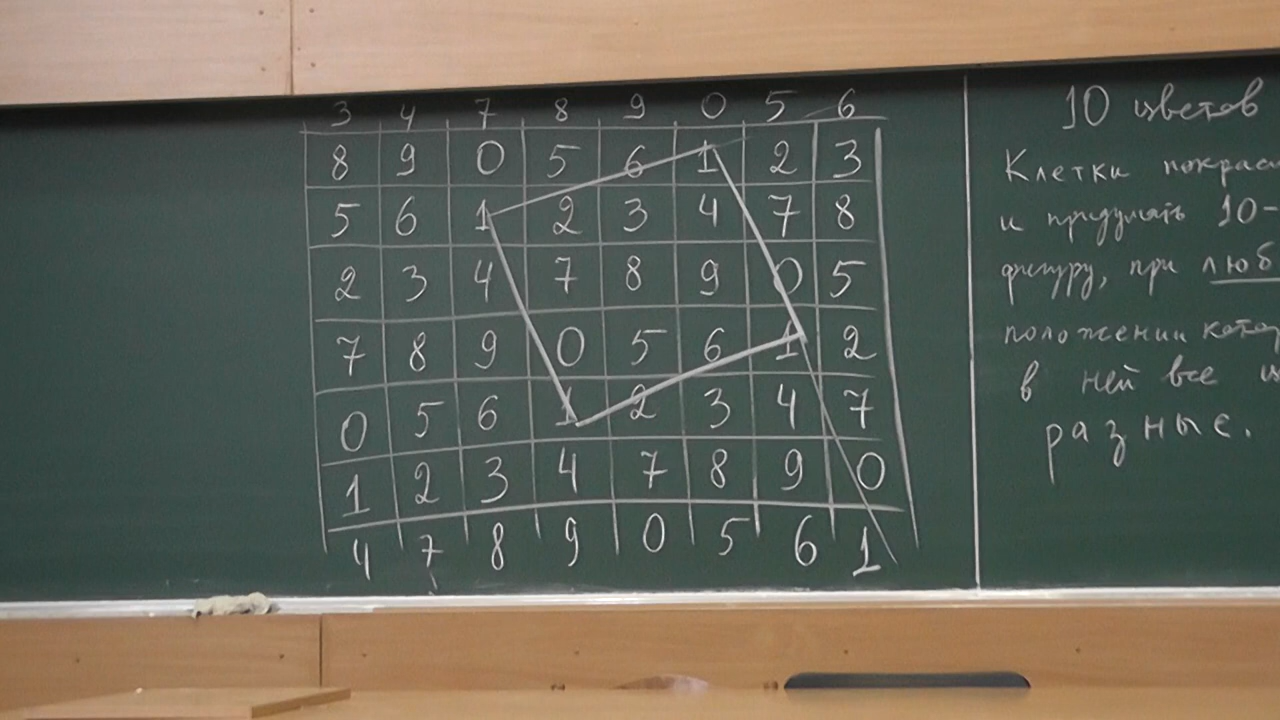 3 4 7 8 9 0 5 6
8 9 0 5 6 1 2 3
5 6 1 2 3 4 7 8
2 3 4 7 8 9 0 5
7 8 9 0 5 6 1 2
0 5 6 1 2 3 4 7
1 2 3 4 7 8 9 0
4 7 8 9 0 5 6 1
10 цветов
Клетки покрас
и придумать 10-
фигуру, при люб
положении кото
в ней все
разные.